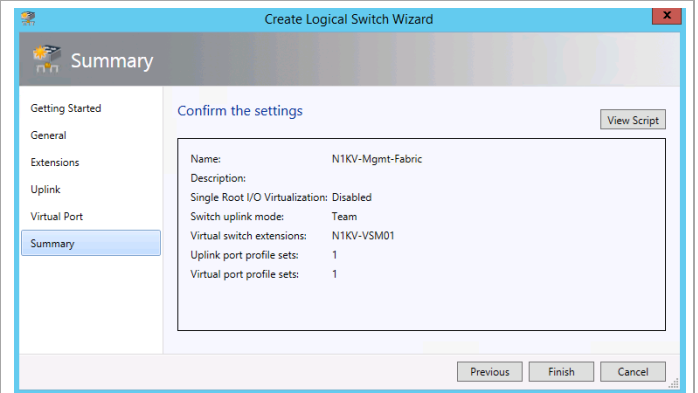 Create Logical Switch Wizard
x
Summary
Getting Started
General
Extensions
Uplink
Virtual Port
Summary
Confirm the settings
View Script
Name: N1KV-Mgmt-Fabric
Description:
Single Root I/O Virtualization: Disabled
Switch uplink mode: Team
Virtual switch extensions: N1KV-VSM01
Uplink port profile sets: 1
Virtual port profile sets: 1
Previous Finish Cancel